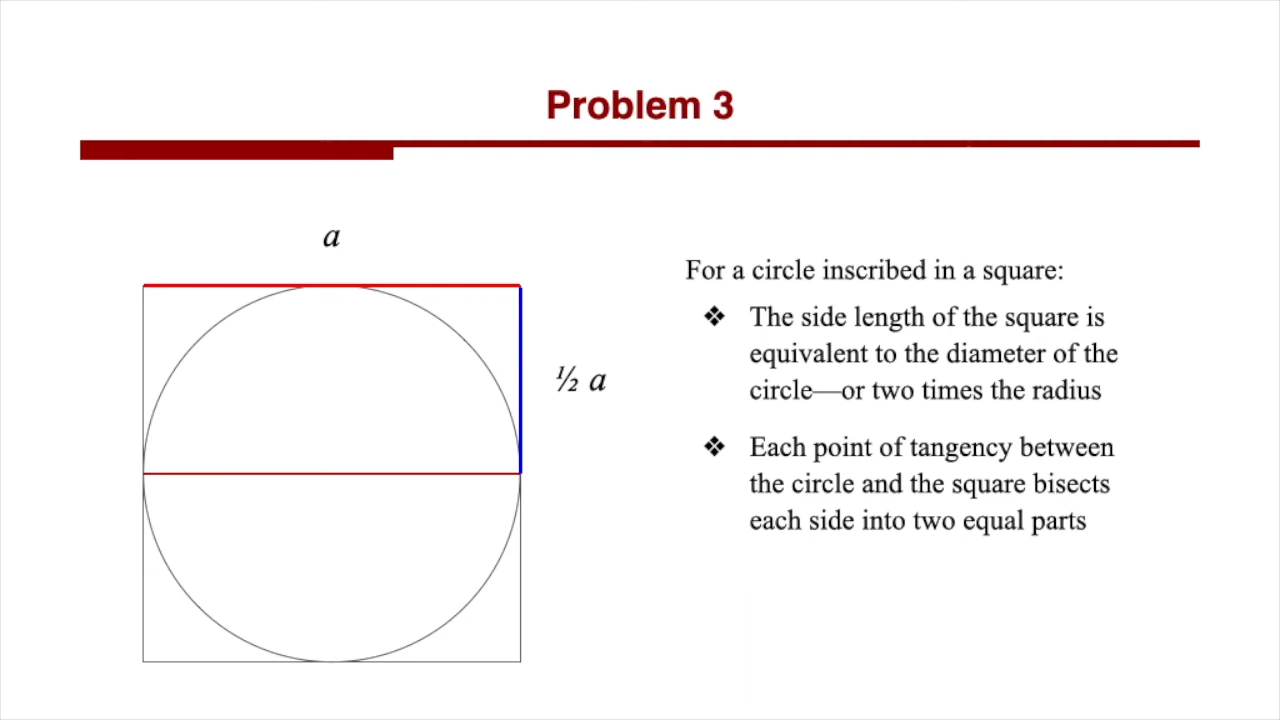 Problem 3
a
½ a
For a circle inscribed in a square:
❖ The side length of the square is
equivalent to the diameter of the
circle—or two times the radius
❖ Each point of tangency between
the circle and the square bisects
each side into two equal parts